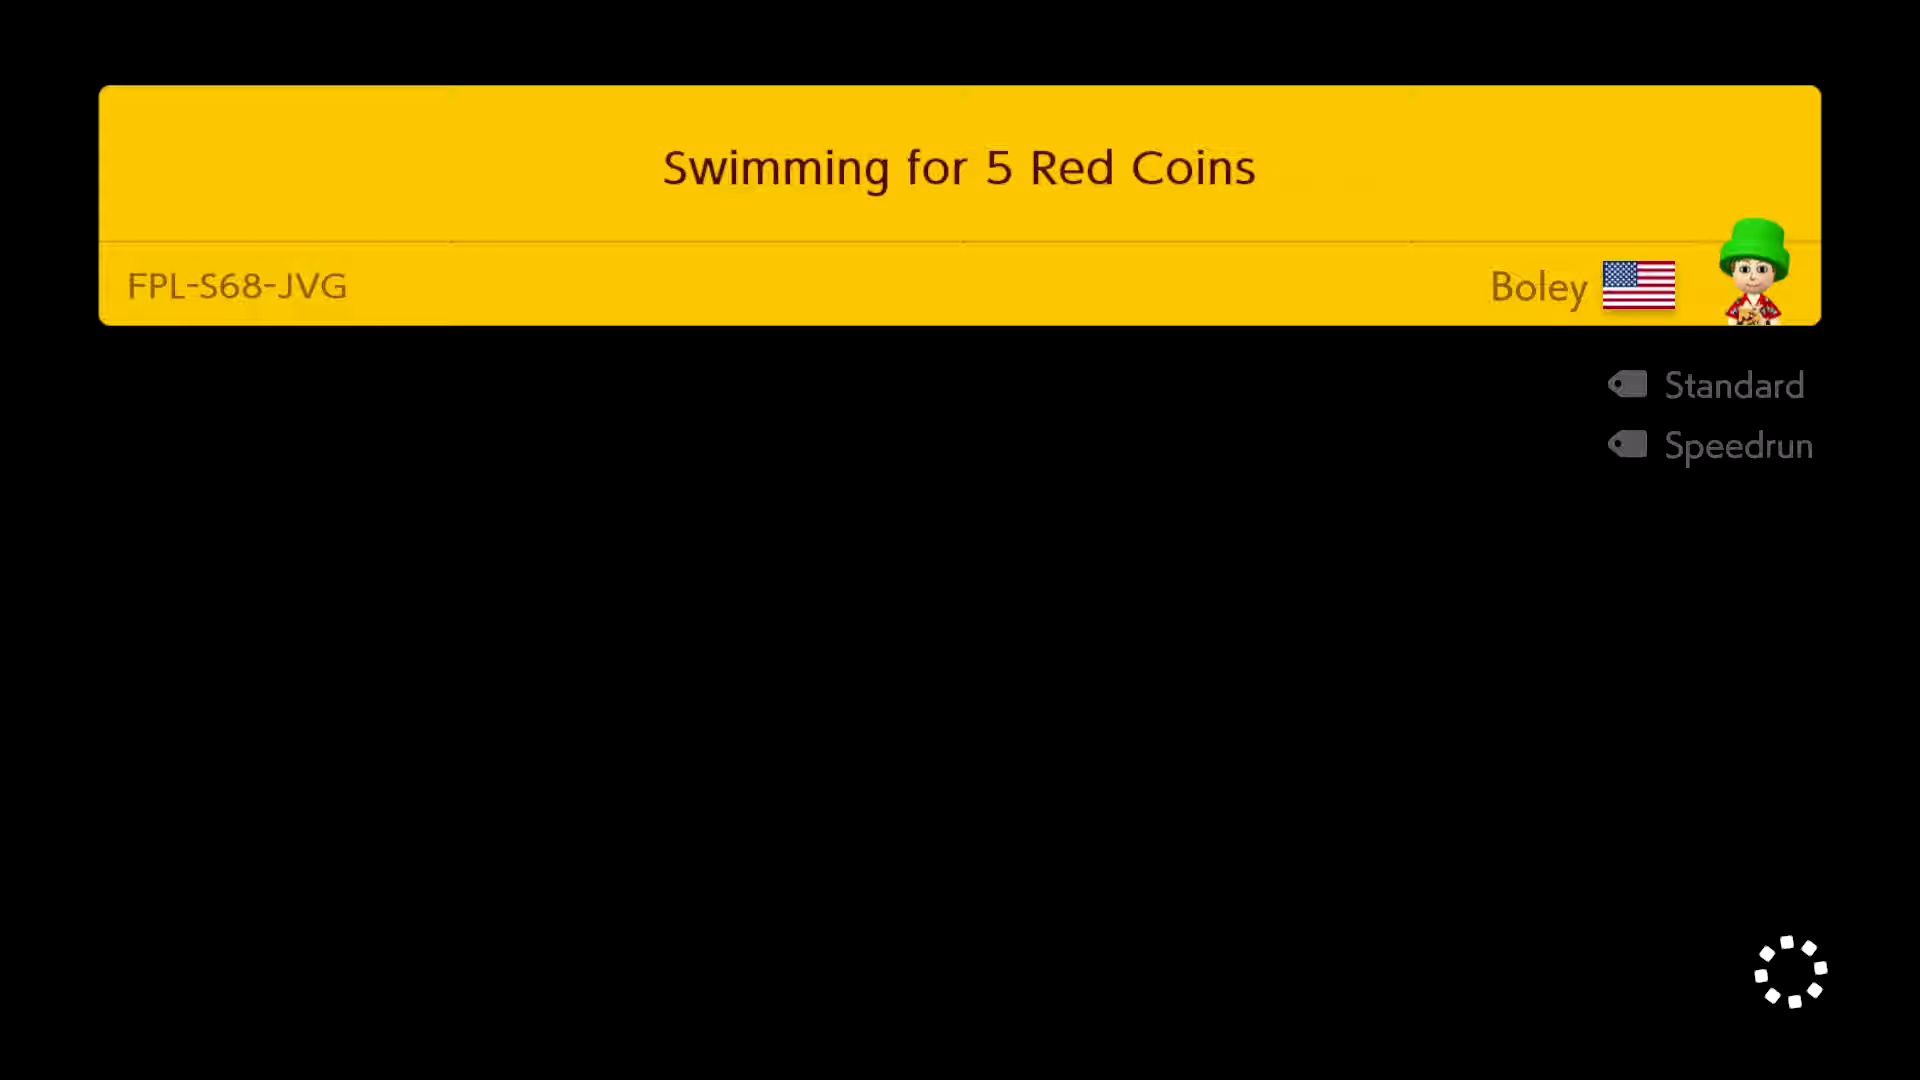 Swimming for 5 Red Coins
FPL-S68-JVG
Boley
Standard
Speedrun